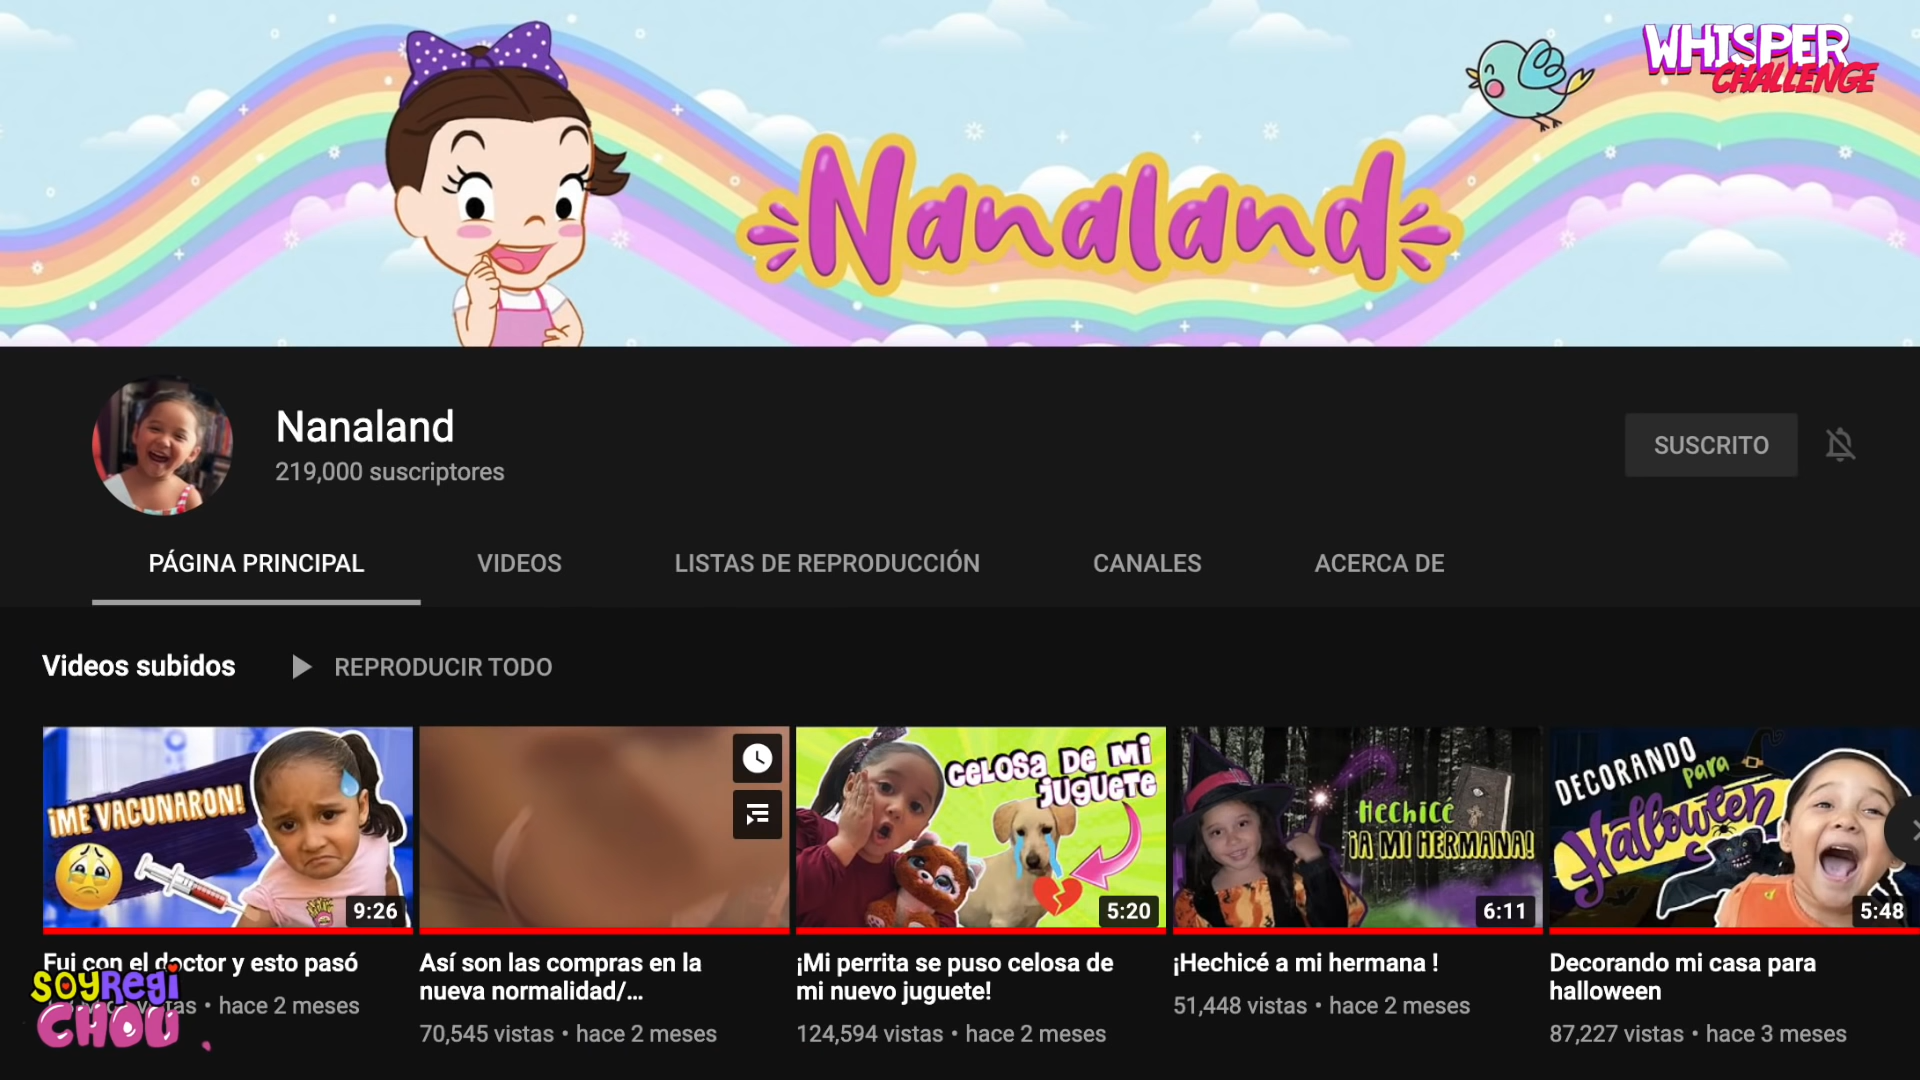 WHISPER
CHALLENGE
Nanaland
Nanaland
219,000 suscriptores
SUSCRITO
PÁGINA PRINCIPAL
VIDEOS
LISTAS DE REPRODUCCIÓN
CANALES
ACERCA DE
Videos subidos
REPRODUCIR TODO
¡ME VACUNARON!
9:26
CELOSA DE MI
JUGUETE
5:20
HECHICÉ
¡A MI HERMANA!
6:11
DECORANDO
para
Halloween
5:48
Fui con el doctor y esto pasó
hace 2 meses
Así son las compras en la
nueva normalidad/...
70,545 vistas • hace 2 meses
¡Mi perrita se puso celosa de
mi nuevo juguete!
124,594 vistas • hace 2 meses
¡Hechicé a mi hermana !
51,448 vistas • hace 2 meses
Decorando mi casa para
halloween
87,227 vistas • hace 3 meses
SOY Regi
CHOU